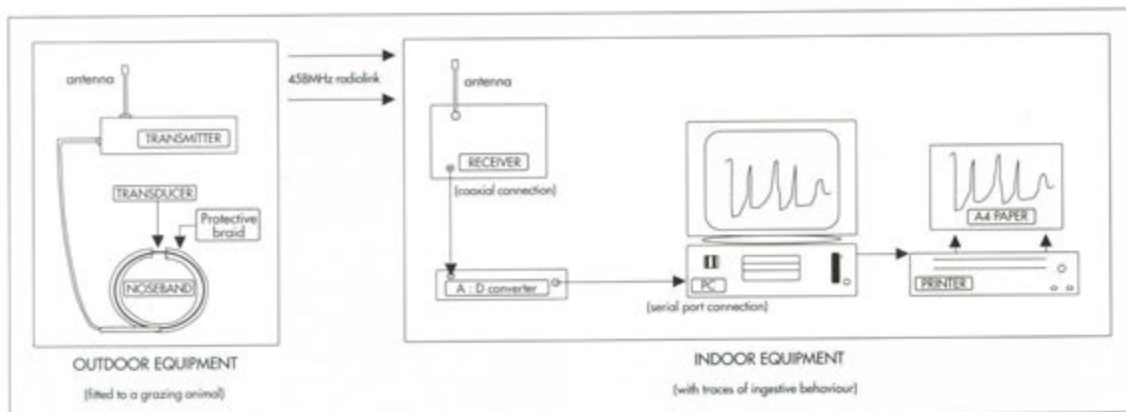 antenna
TRANSMITTER
TRANSDUCER
Protective
braid
NOSEBAND
OUTDOOR EQUIPMENT
(fitted to a grazing animal)
458MHz radiolink
antenna
RECEIVER
(coaxial connection)
A : D converter
PC
(serial port connection)
A4 PAPER
PRINTER
INDOOR EQUIPMENT
(with traces of ingestive behaviour)